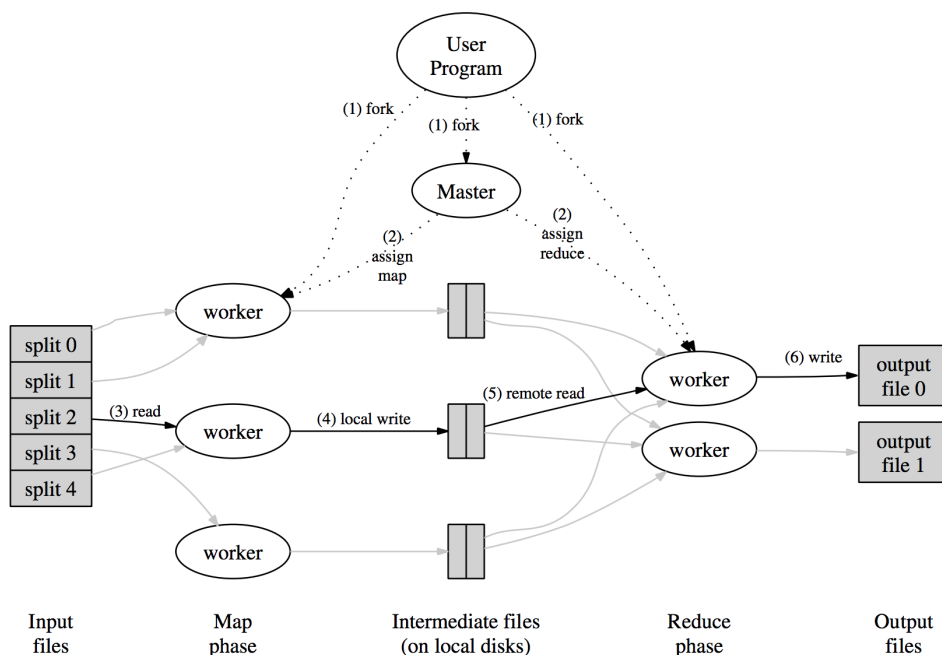 User
Program
(1) fork
(1) fork
(1) fork
Master
(2)
assign
map
(2)
assign
reduce
worker
split 0
split 1
split 2
split 3
split 4
(3) read
worker
(4) local write
(5) remote read
worker
(6) write
output
file 0
worker
output
file 1
worker
Input
files
Map
phase
Intermediate files
(on local disks)
Reduce
phase
Output
files